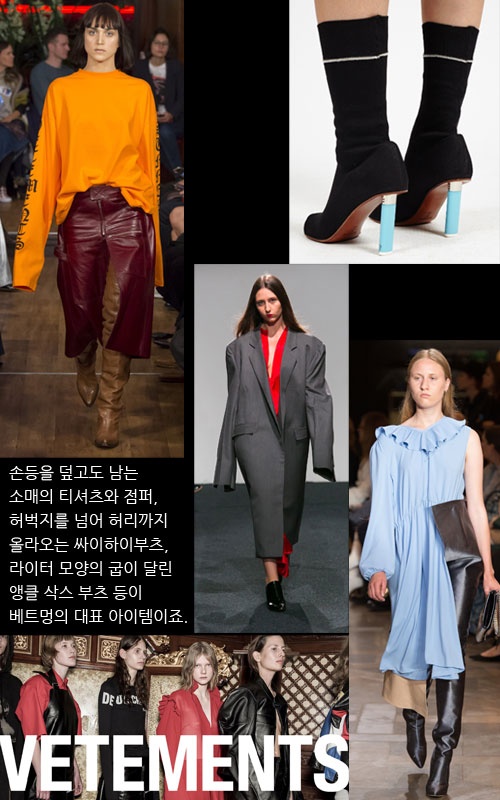 손등을 덮고도 남는
소매의 티셔츠와 점퍼,
허벅지를 넘어 허리까지
올라오는 싸이하이부츠,
라이터 모양의 굽이 달린
앵클 삭스 부츠 등이
베트멍의 대표 아이템이죠.
VETEMENTS